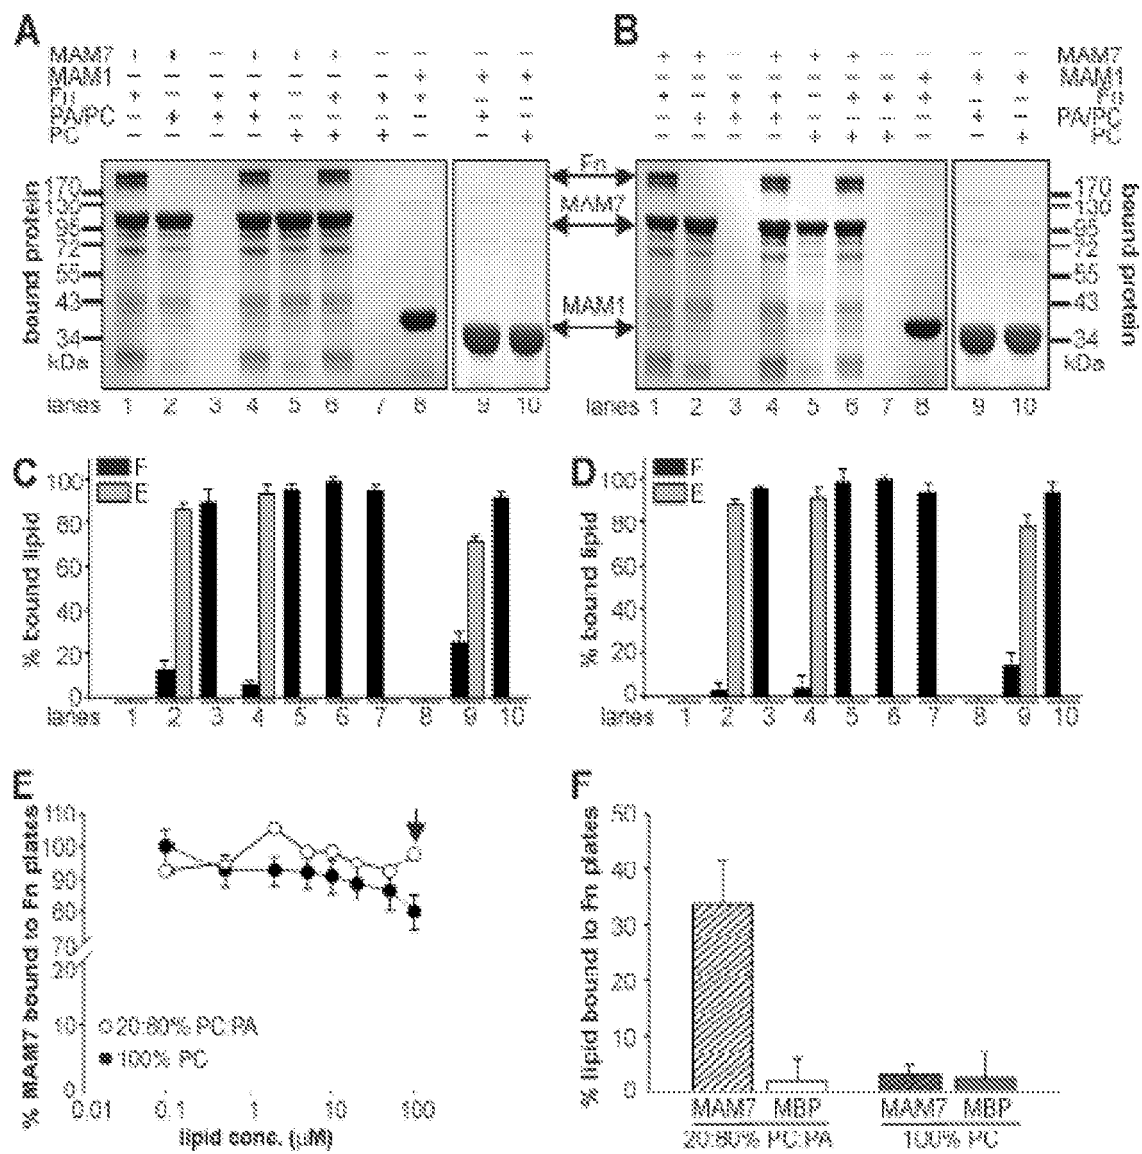 A
B
MAM7 + + - + + + - - - -
MAM1 - - - - - - - + + +
Fn + - + + - + + + - -
PA/PC - + + + - - - - + -
PC - - - - + + + - - +
MAM7
MAM1
Fn
PA/PC
PC
bound protein
170
130
95
72
55
43
34
kDa
Fn
MAM7
MAM1
170
130
95
72
55
43
34
kDa
bound protein
lanes 1 2 3 4 5 6 7 8 9 10
lanes 1 2 3 4 5 6 7 8 9 10
C
F
E
% bound lipid
100
80
60
40
20
0
lanes 1 2 3 4 5 6 7 8 9 10
D
F
E
% bound lipid
100
80
60
40
20
0
lanes 1 2 3 4 5 6 7 8 9 10
E
% MAM7 bound to Fn plates
110
100
90
80
70
20
10
0
20:80% PC:PA
100% PC
0.01 0.1 1 10 100
lipid conc. (µM)
F
% lipid bound to Fn plates
50
40
30
20
10
0
MAM7 MBP MAM7 MBP
20:80% PC:PA 100% PC